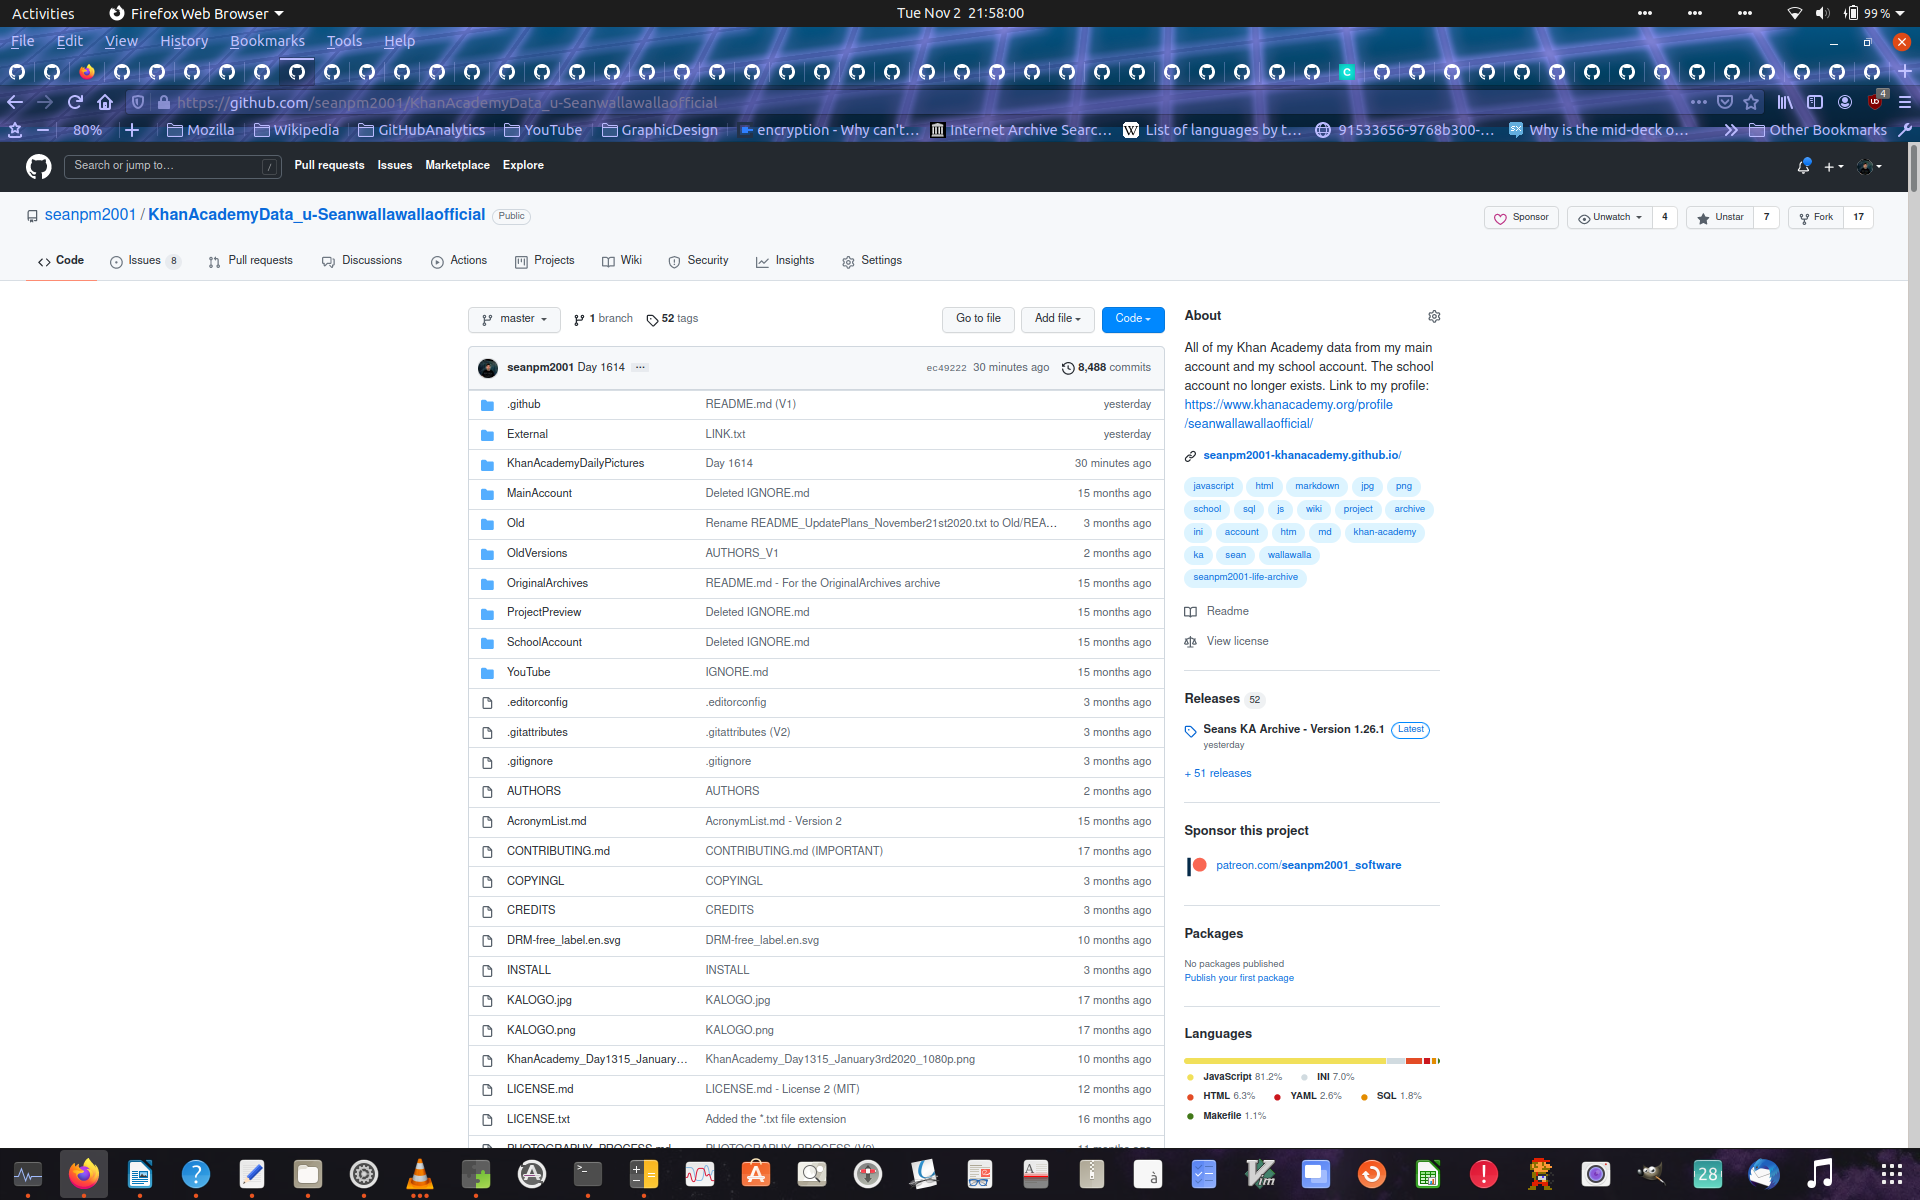 Activities
Firefox Web Browser
Tue Nov 2 21:58:00
99 %
File Edit View History Bookmarks Tools Help
https://github.com/seanpm2001/KhanAcademyData_u-Seanwallawallaofficial
4
80%
Mozilla
Wikipedia
GitHubAnalytics
YouTube
GraphicDesign
encryption - Why can't…
Internet Archive Searc…
List of languages by t…
91533656-9768b300-…
Why is the mid-deck o…
Other Bookmarks
Search or jump to…
/
Pull requests Issues Marketplace Explore
seanpm2001 / KhanAcademyData_u-Seanwallawallaofficial Public
Sponsor
Unwatch 4
Unstar 7
Fork 17
Code
Issues 8
Pull requests
Discussions
Actions
Projects
Wiki
Security
Insights
Settings
master
1 branch
52 tags
Go to file
Add file
Code
seanpm2001 Day 1614 ...
ec49222 30 minutes ago 8,488 commits
.github README.md (V1) yesterday
External LINK.txt yesterday
KhanAcademyDailyPictures Day 1614 30 minutes ago
MainAccount Deleted IGNORE.md 15 months ago
Old Rename README_UpdatePlans_November21st2020.txt to Old/REA… 3 months ago
OldVersions AUTHORS_V1 2 months ago
OriginalArchives README.md - For the OriginalArchives archive 15 months ago
ProjectPreview Deleted IGNORE.md 15 months ago
SchoolAccount Deleted IGNORE.md 15 months ago
YouTube IGNORE.md 15 months ago
.editorconfig .editorconfig 3 months ago
.gitattributes .gitattributes (V2) 3 months ago
.gitignore .gitignore 3 months ago
AUTHORS AUTHORS 2 months ago
AcronymList.md AcronymList.md - Version 2 15 months ago
CONTRIBUTING.md CONTRIBUTING.md (IMPORTANT) 17 months ago
COPYINGL COPYINGL 3 months ago
CREDITS CREDITS 3 months ago
DRM-free_label.en.svg DRM-free_label.en.svg 10 months ago
INSTALL INSTALL 3 months ago
KALOGO.jpg KALOGO.jpg 17 months ago
KALOGO.png KALOGO.png 17 months ago
KhanAcademy_Day1315_January… KhanAcademy_Day1315_January3rd2020_1080p.png 10 months ago
LICENSE.md LICENSE.md - License 2 (MIT) 12 months ago
LICENSE.txt Added the *.txt file extension 16 months ago
About
All of my Khan Academy data from my main
account and my school account. The school
account no longer exists. Link to my profile:
https://www.khanacademy.org/profile
/seanwallawallaofficial/
seanpm2001-khanacademy.github.io/
javascript html markdown jpg png
school sql js wiki project archive
ini account htm md khan-academy
ka sean wallawalla
seanpm2001-life-archive
Readme
View license
Releases 52
Seans KA Archive - Version 1.26.1 Latest
yesterday
+ 51 releases
Sponsor this project
patreon.com/seanpm2001_software
Packages
No packages published
Publish your first package
Languages
JavaScript 81.2% INI 7.0%
HTML 6.3% YAML 2.6% SQL 1.8%
Makefile 1.1%
28